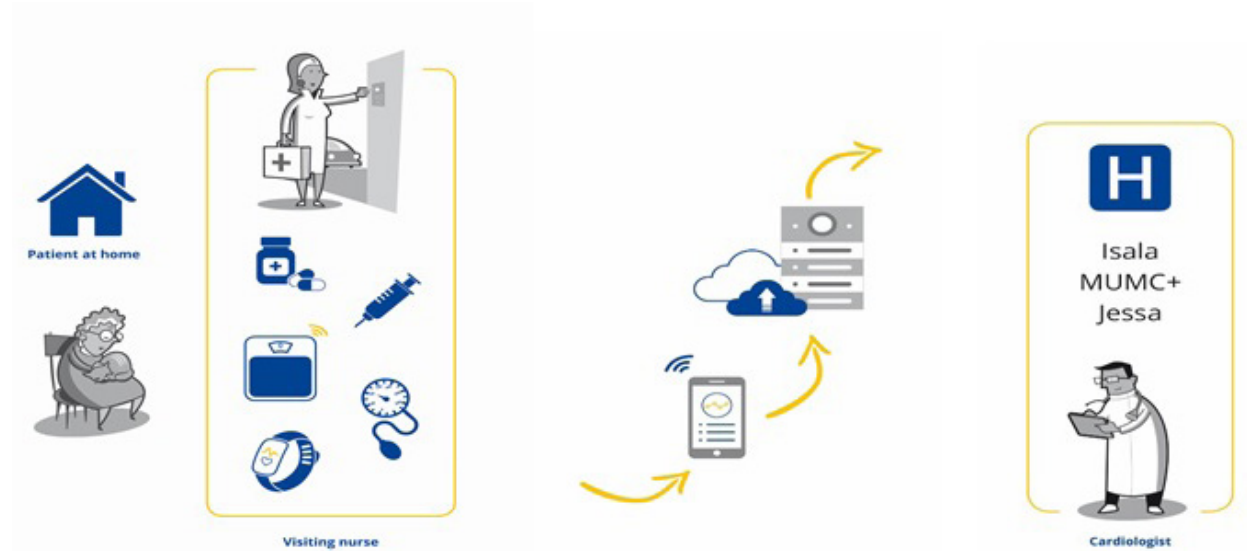 Patient at home
Visiting nurse
H
Isala
MUMC+
Jessa
Cardiologist